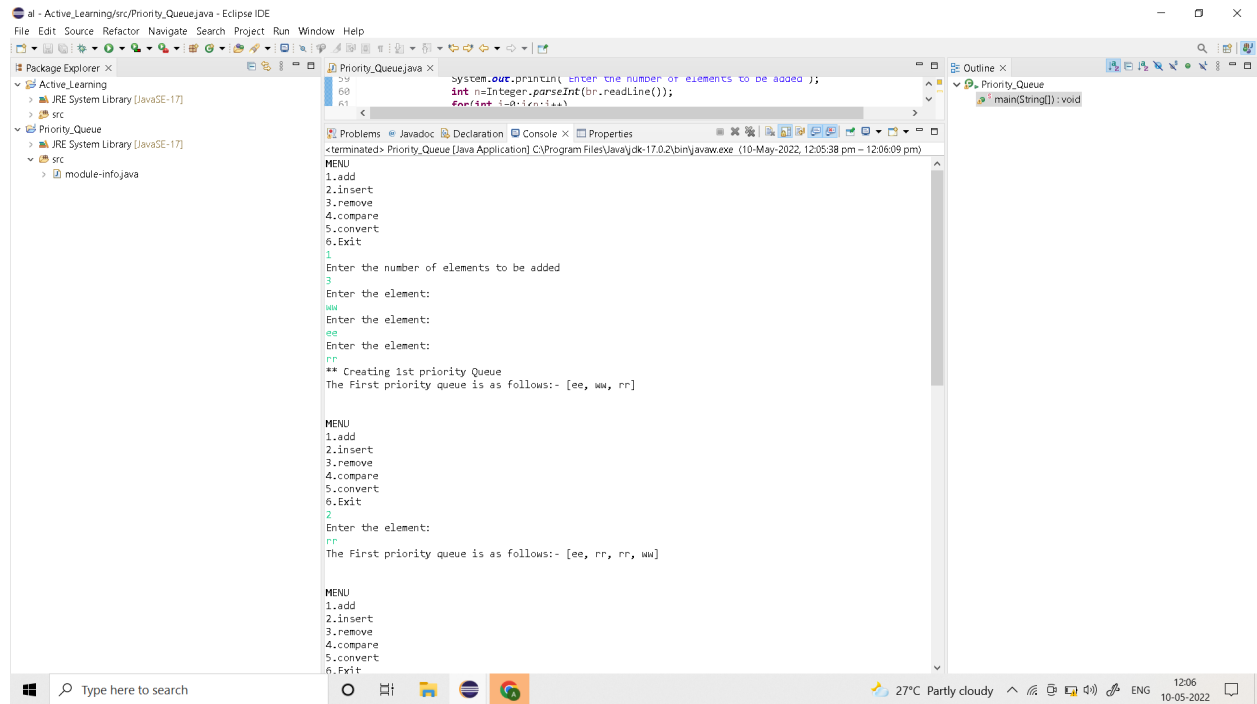 al - Active_Learning/src/Priority_Queue.java - Eclipse IDE
File Edit Source Refactor Navigate Search Project Run Window Help
Package Explorer
Active_Learning
JRE System Library [JavaSE-17]
src
Priority_Queue
JRE System Library [JavaSE-17]
src
module-info.java
Priority_Queue.java
59 System.out.println("Enter the number of elements to be added");
60 int n=Integer.parseInt(br.readLine());
61 for(int i=0;i<n;i++)
Problems Javadoc Declaration Console Properties
<terminated> Priority_Queue [Java Application] C:\Program Files\Java\jdk-17.0.2\bin\javaw.exe (10-May-2022, 12:05:38 pm – 12:06:09 pm)
MENU
1.add
2.insert
3.remove
4.compare
5.convert
6.Exit
1
Enter the number of elements to be added
3
Enter the element:
ww
Enter the element:
ee
Enter the element:
rr
** Creating 1st priority Queue
The First priority queue is as follows:- [ee, ww, rr]
MENU
1.add
2.insert
3.remove
4.compare
5.convert
6.Exit
2
Enter the element:
rr
The First priority queue is as follows:- [ee, rr, rr, ww]
MENU
1.add
2.insert
3.remove
4.compare
5.convert
6.Exit
Outline
Priority_Queue
main(String[]) : void
Type here to search
27°C Partly cloudy
ENG
12:06
10-05-2022